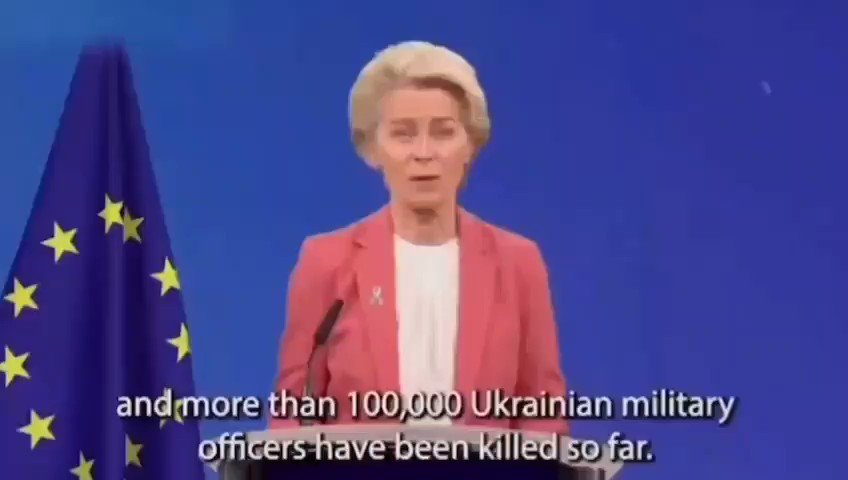 and more than 100,000 Ukrainian military
officers have been killed so far.